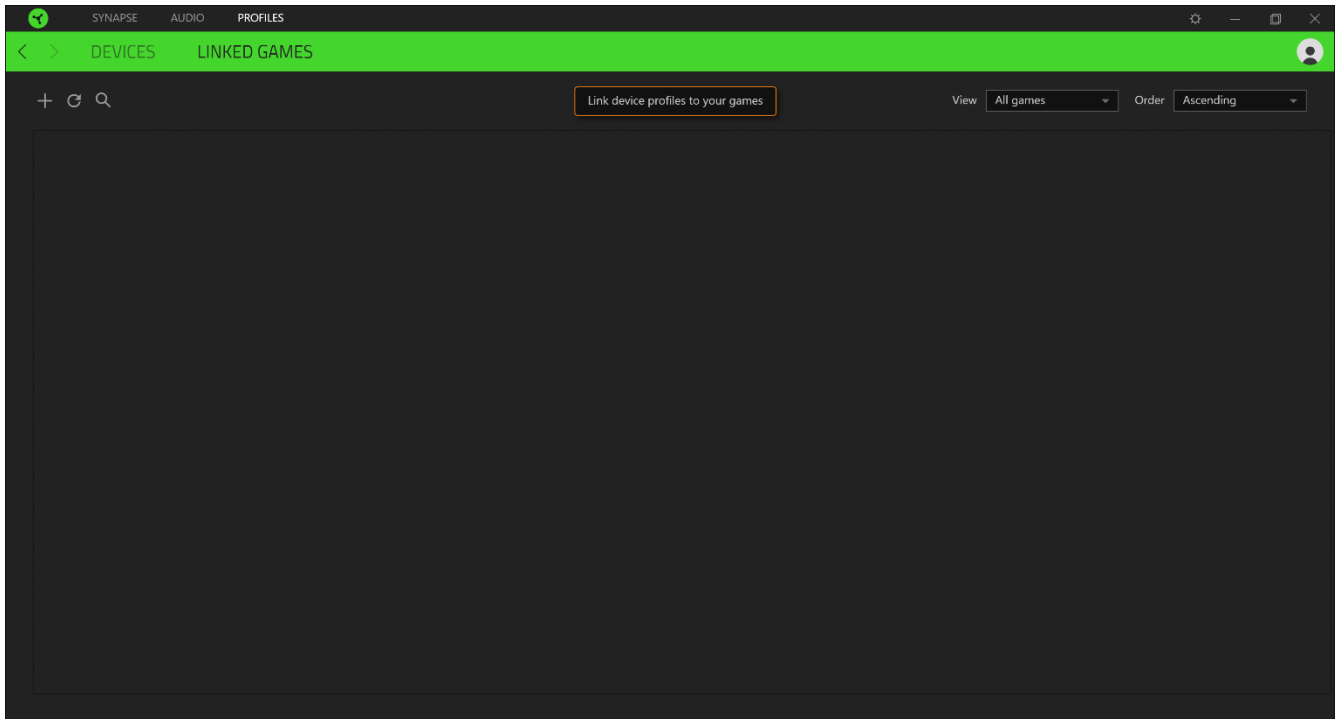 SYNAPSE AUDIO PROFILES
DEVICES LINKED GAMES
Link device profiles to your games View All games Order Ascending